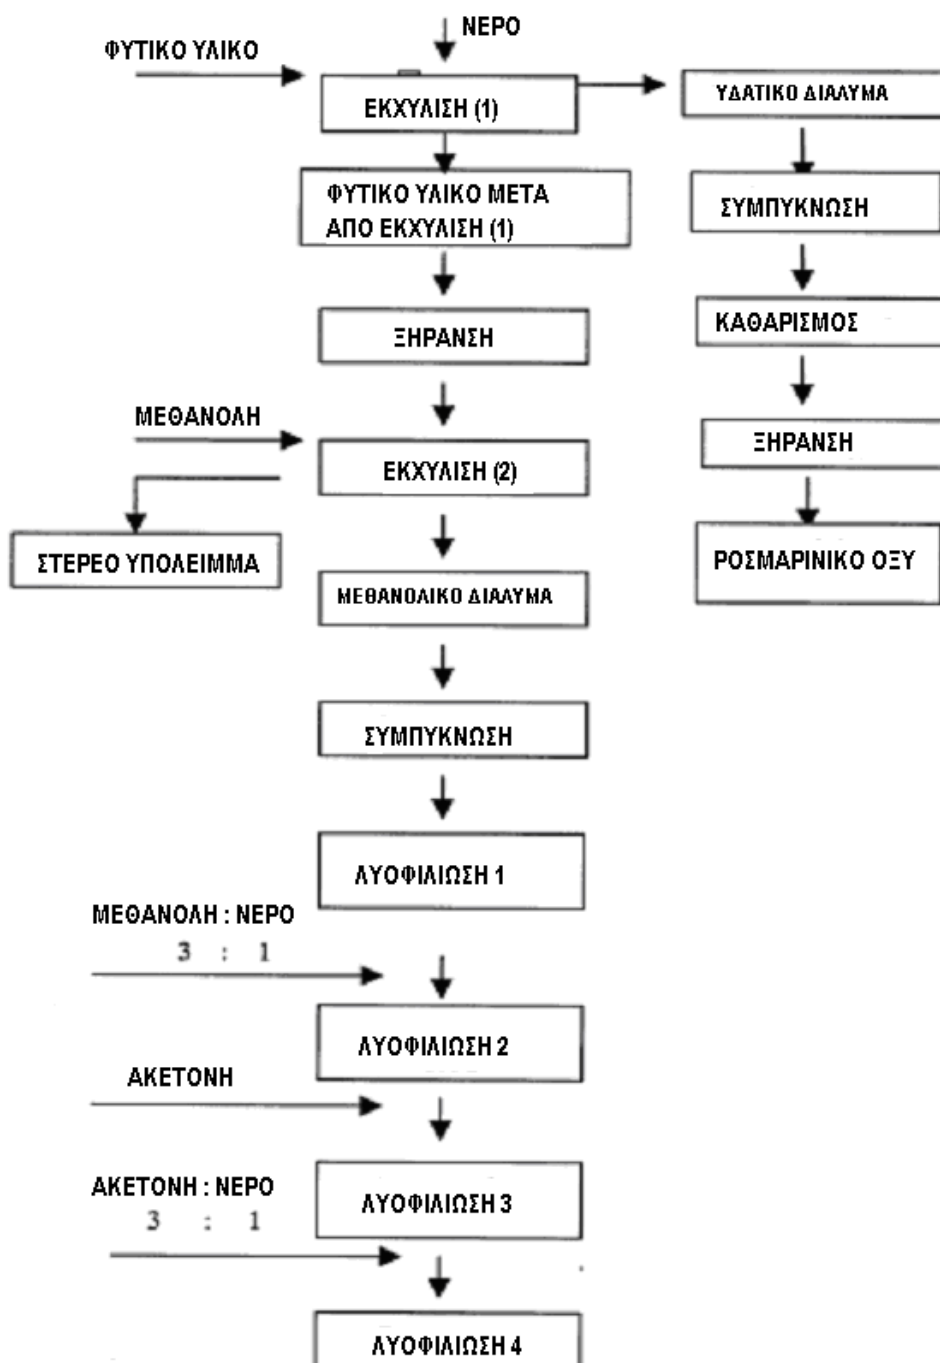 ΝΕΡΟ
ΦΥΤΙΚΟ ΥΛΙΚΟ
ΕΚΧΥΛΙΣΗ (1)
ΥΔΑΤΙΚΟ ΔΙΑΛΥΜΑ
ΦΥΤΙΚΟ ΥΛΙΚΟ ΜΕΤΑ
ΑΠΟ ΕΚΧΥΛΙΣΗ (1)
ΣΥΜΠΥΚΝΩΣΗ
ΞΗΡΑΝΣΗ
ΚΑΘΑΡΙΣΜΟΣ
ΜΕΘΑΝΟΛΗ
ΕΚΧΥΛΙΣΗ (2)
ΞΗΡΑΝΣΗ
ΣΤΕΡΕΟ ΥΠΟΛΕΙΜΜΑ
ΡΟΣΜΑΡΙΝΙΚΟ ΟΞΥ
ΜΕΘΑΝΟΛΙΚΟ ΔΙΑΛΥΜΑ
ΣΥΜΠΥΚΝΩΣΗ
ΛΥΟΦΙΛΙΩΣΗ 1
ΜΕΘΑΝΟΛΗ : ΝΕΡΟ
3 : 1
ΛΥΟΦΙΛΙΩΣΗ 2
ΑΚΕΤΟΝΗ
ΛΥΟΦΙΛΙΩΣΗ 3
ΑΚΕΤΟΝΗ : ΝΕΡΟ
3 : 1
ΛΥΟΦΙΛΙΩΣΗ 4